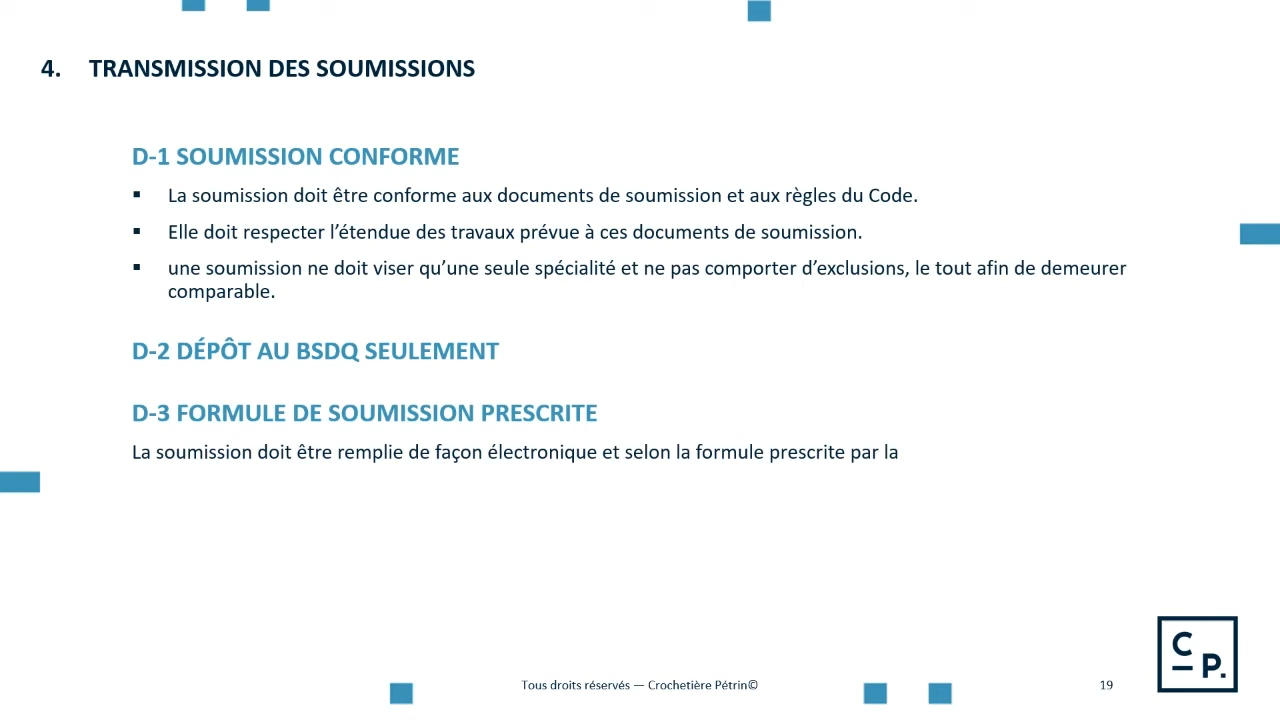 4. TRANSMISSION DES SOUMISSIONS
D-1 SOUMISSION CONFORME
▪ La soumission doit être conforme aux documents de soumission et aux règles du Code.
▪ Elle doit respecter l’étendue des travaux prévue à ces documents de soumission.
▪ une soumission ne doit viser qu’une seule spécialité et ne pas comporter d’exclusions, le tout afin de demeurer
comparable.
D-2 DÉPÔT AU BSDQ SEULEMENT
D-3 FORMULE DE SOUMISSION PRESCRITE
La soumission doit être remplie de façon électronique et selon la formule prescrite par la
Tous droits réservés — Crochetière Pétrin©
19
C
P.